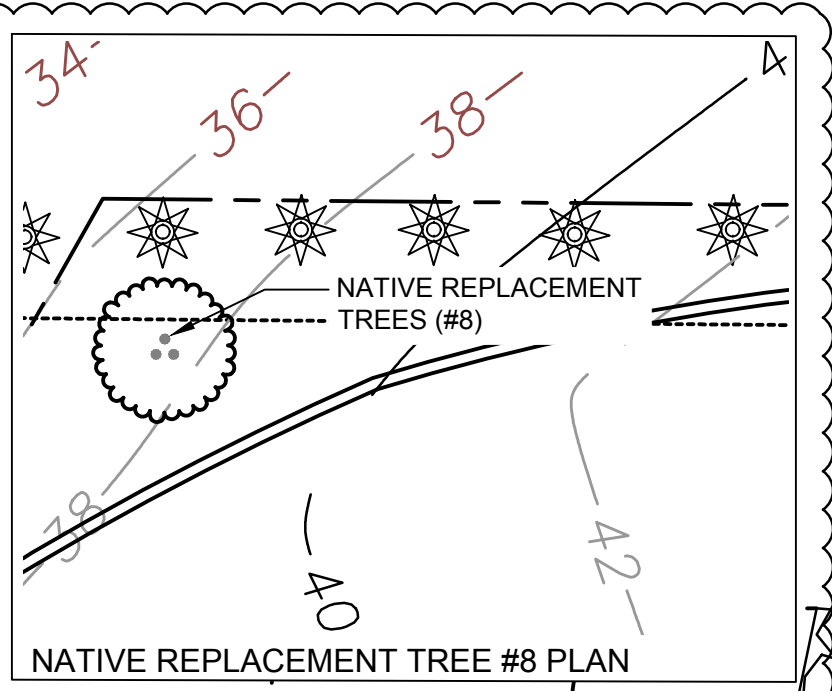 34-
36-
38-
4
NATIVE REPLACEMENT
TREES (#8)
38
40
42
NATIVE REPLACEMENT TREE #8 PLAN